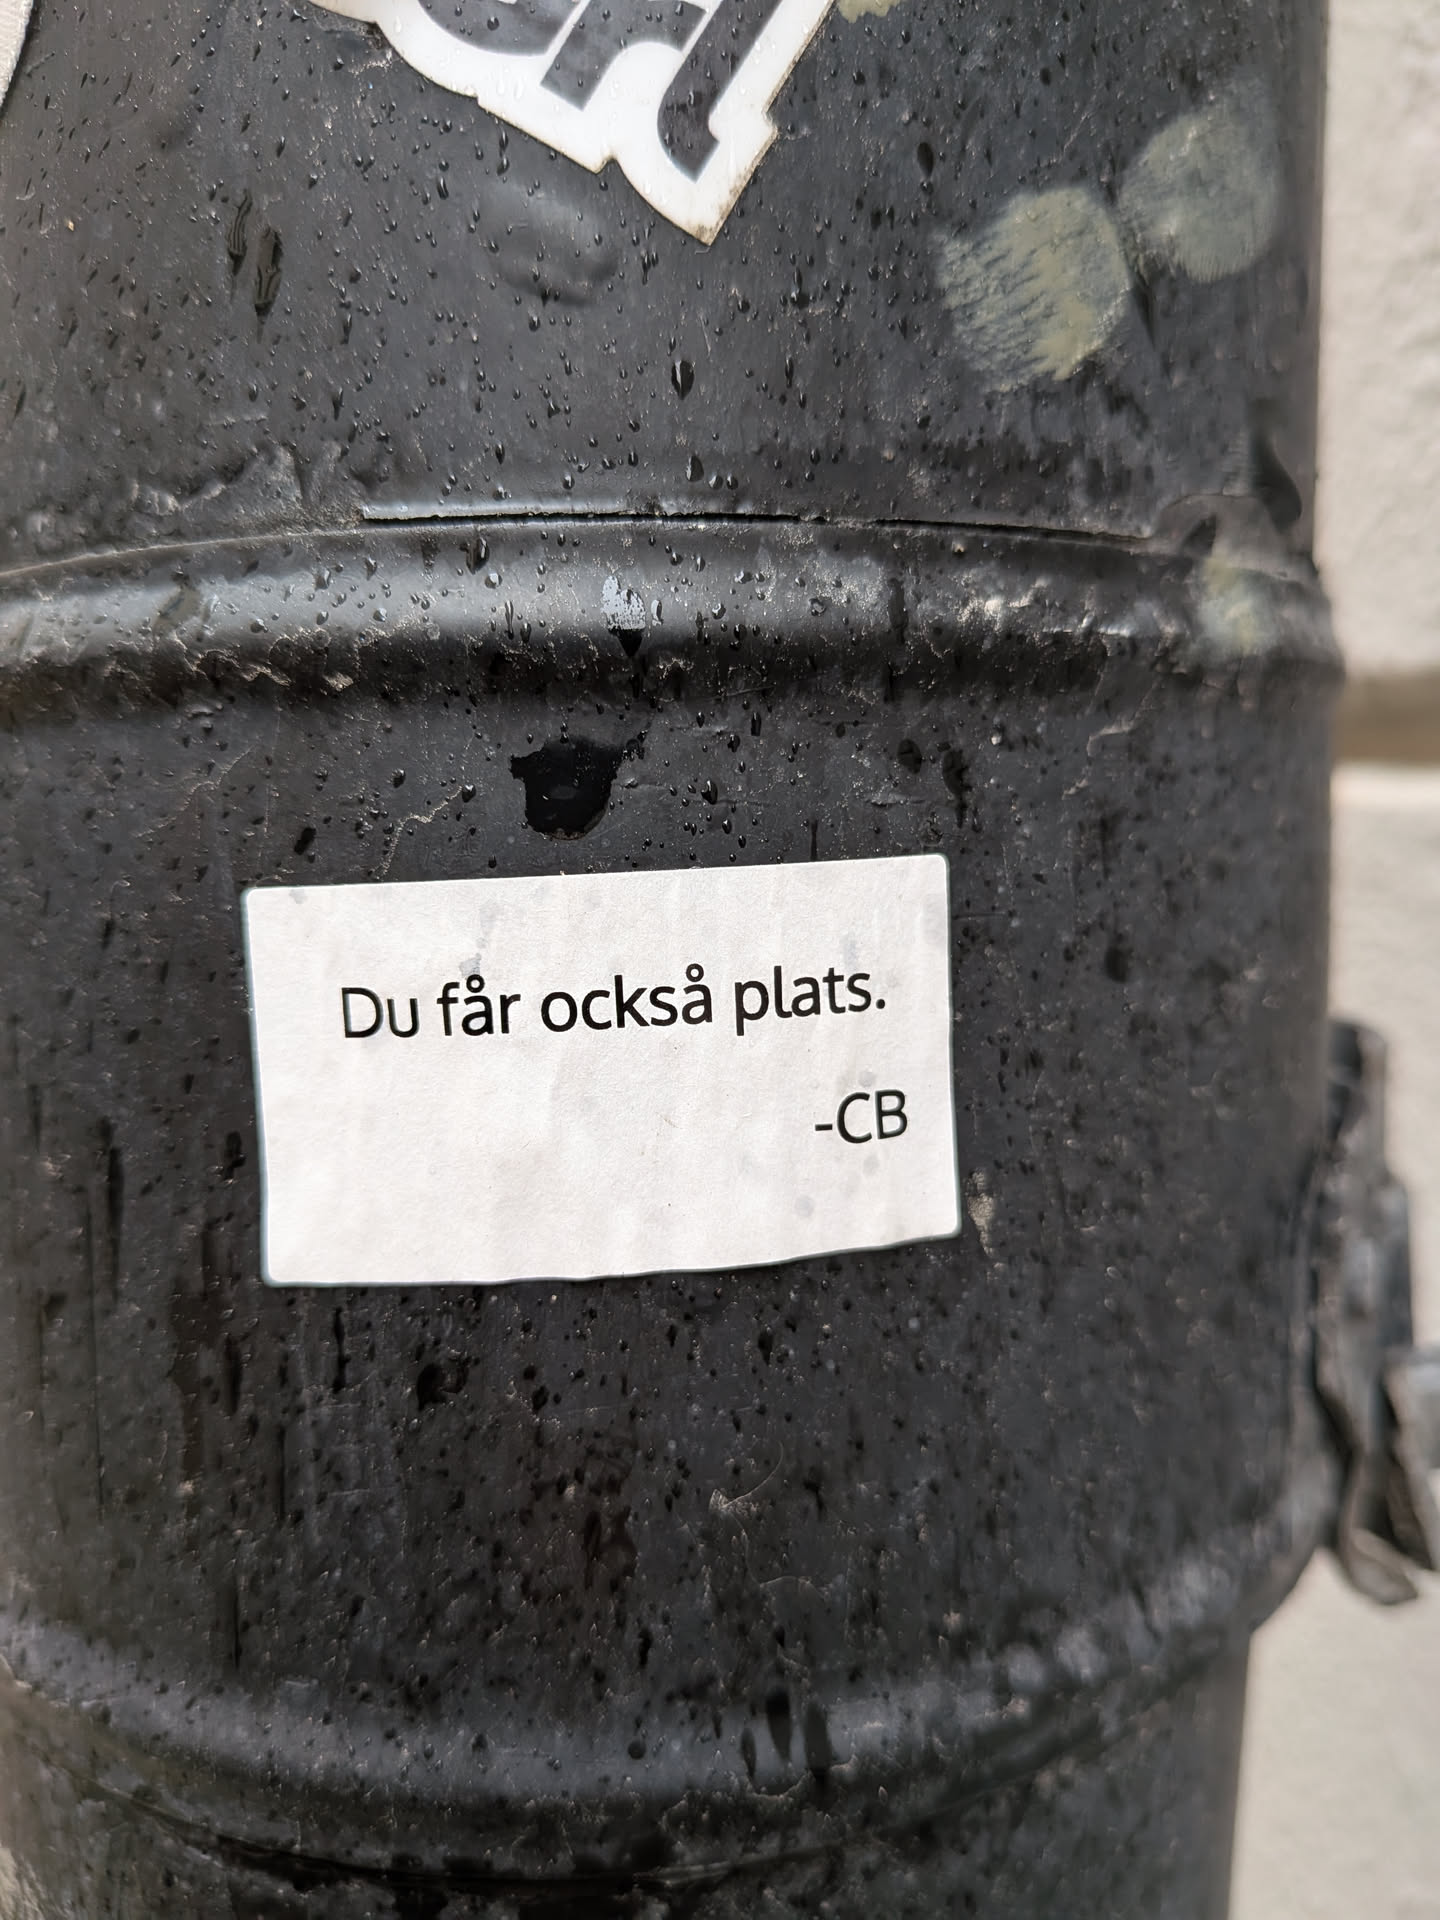 Du får också plats.
-CB